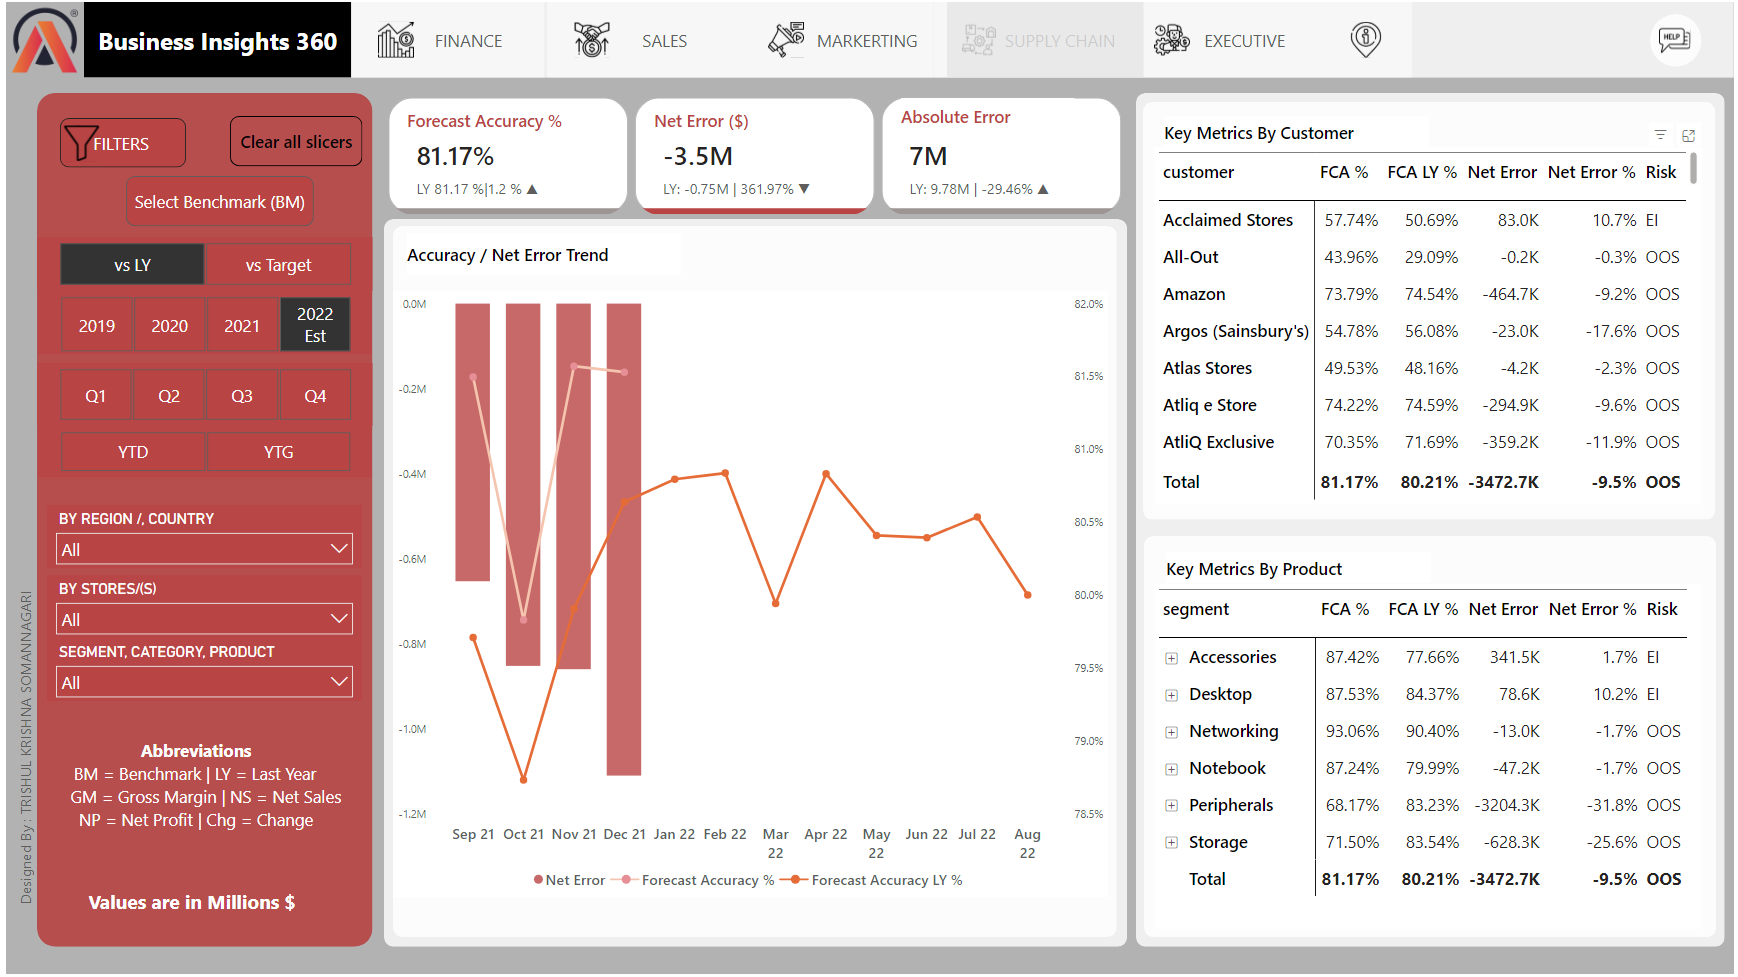 Business Insights 360
FINANCE
SALES
MARKERTING
SUPPLY CHAIN
EXECUTIVE
HELP
FILTERS
Clear all slicers
Select Benchmark (BM)
vs LY
vs Target
2019
2020
2021
2022
Est
Q1
Q2
Q3
Q4
YTD
YTG
BY REGION /, COUNTRY
All
BY STORES/(S)
All
SEGMENT, CATEGORY, PRODUCT
All
Abbreviations
BM = Benchmark | LY = Last Year
GM = Gross Margin | NS = Net Sales
NP = Net Profit | Chg = Change
Values are in Millions $
Designed By : TRISHUL KRISHNA SOMANNAGARI
Forecast Accuracy %
81.17%
LY 81.17 %|1.2 % ▲
Net Error ($)
-3.5M
LY: -0.75M | 361.97% ▼
Absolute Error
7M
LY: 9.78M | -29.46% ▲
Accuracy / Net Error Trend
0.0M
-0.2M
-0.4M
-0.6M
-0.8M
-1.0M
-1.2M
82.0%
81.5%
81.0%
80.5%
80.0%
79.5%
79.0%
78.5%
Sep 21 Oct 21 Nov 21 Dec 21 Jan 22 Feb 22 Mar 22 Apr 22 May 22 Jun 22 Jul 22 Aug 22
Net Error Forecast Accuracy % Forecast Accuracy LY %
Key Metrics By Customer
customer FCA % FCA LY % Net Error Net Error % Risk
Acclaimed Stores 57.74% 50.69% 83.0K 10.7% EI
All-Out 43.96% 29.09% -0.2K -0.3% OOS
Amazon 73.79% 74.54% -464.7K -9.2% OOS
Argos (Sainsbury's) 54.78% 56.08% -23.0K -17.6% OOS
Atlas Stores 49.53% 48.16% -4.2K -2.3% OOS
Atliq e Store 74.22% 74.59% -294.9K -9.6% OOS
AtliQ Exclusive 70.35% 71.69% -359.2K -11.9% OOS
Total 81.17% 80.21% -3472.7K -9.5% OOS
Key Metrics By Product
segment FCA % FCA LY % Net Error Net Error % Risk
Accessories 87.42% 77.66% 341.5K 1.7% EI
Desktop 87.53% 84.37% 78.6K 10.2% EI
Networking 93.06% 90.40% -13.0K -1.7% OOS
Notebook 87.24% 79.99% -47.2K -1.7% OOS
Peripherals 68.17% 83.23% -3204.3K -31.8% OOS
Storage 71.50% 83.54% -628.3K -25.6% OOS
Total 81.17% 80.21% -3472.7K -9.5% OOS